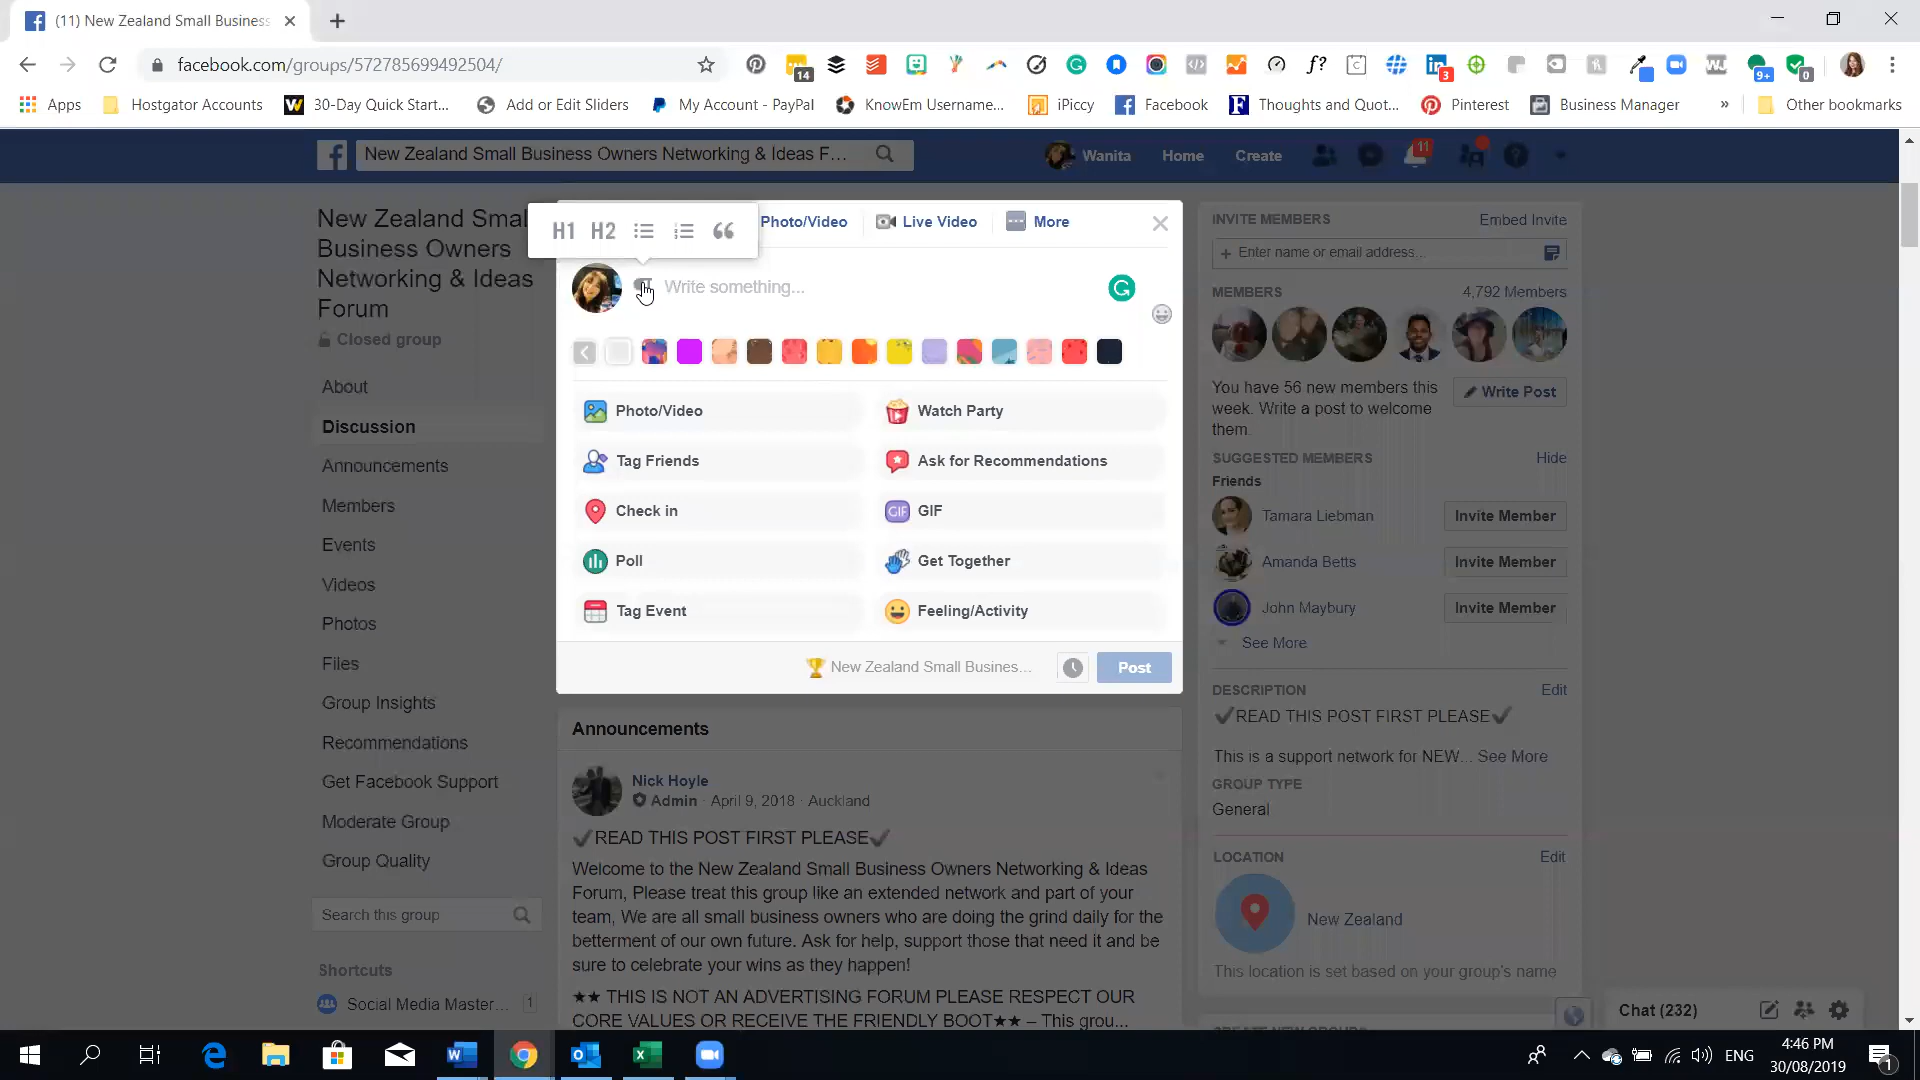 (11) New Zealand Small Business
facebook.com/groups/572785699492504/
14
3
9+
0
Apps
Hostgator Accounts
30-Day Quick Start...
Add or Edit Sliders
My Account - PayPal
KnowEm Username...
iPiccy
Facebook
Thoughts and Quot...
Pinterest
Business Manager
»
Other bookmarks
New Zealand Small Business Owners Networking & Ideas F...
Wanita
Home
Create
11
New Zealand Smal
Business Owners
Networking & Ideas
Forum
Closed group
About
Discussion
Announcements
Members
Events
Videos
Photos
Files
Group Insights
Recommendations
Get Facebook Support
Moderate Group
Group Quality
Search this group
Shortcuts
Social Media Master... 1
H1 H2
Photo/Video
Live Video
More
Write something...
Photo/Video
Watch Party
Tag Friends
Ask for Recommendations
Check in
GIF GIF
Poll
Get Together
Tag Event
Feeling/Activity
New Zealand Small Busines...
Post
Announcements
Nick Hoyle
Admin · April 9, 2018 · Auckland
✔READ THIS POST FIRST PLEASE✔
Welcome to the New Zealand Small Business Owners Networking & Ideas
Forum, Please treat this group like an extended network and part of your
team, We are all small business owners who are doing the grind daily for the
betterment of our own future. Ask for help, support those that need it and be
sure to celebrate your wins as they happen!
★★ THIS IS NOT AN ADVERTISING FORUM PLEASE RESPECT OUR
CORE VALUES OR RECEIVE THE FRIENDLY BOOT★★ – This grou...
INVITE MEMBERS
Embed Invite
+ Enter name or email address...
MEMBERS
4,792 Members
You have 56 new members this
week. Write a post to welcome
them.
Write Post
SUGGESTED MEMBERS
Hide
Friends
Tamara Liebman
Invite Member
Amanda Betts
Invite Member
John Maybury
Invite Member
See More
DESCRIPTION
Edit
✔READ THIS POST FIRST PLEASE✔
This is a support network for NEW... See More
GROUP TYPE
General
LOCATION
Edit
New Zealand
This location is set based on your group's name
Chat (232)
ENG
4:46 PM
30/08/2019
1